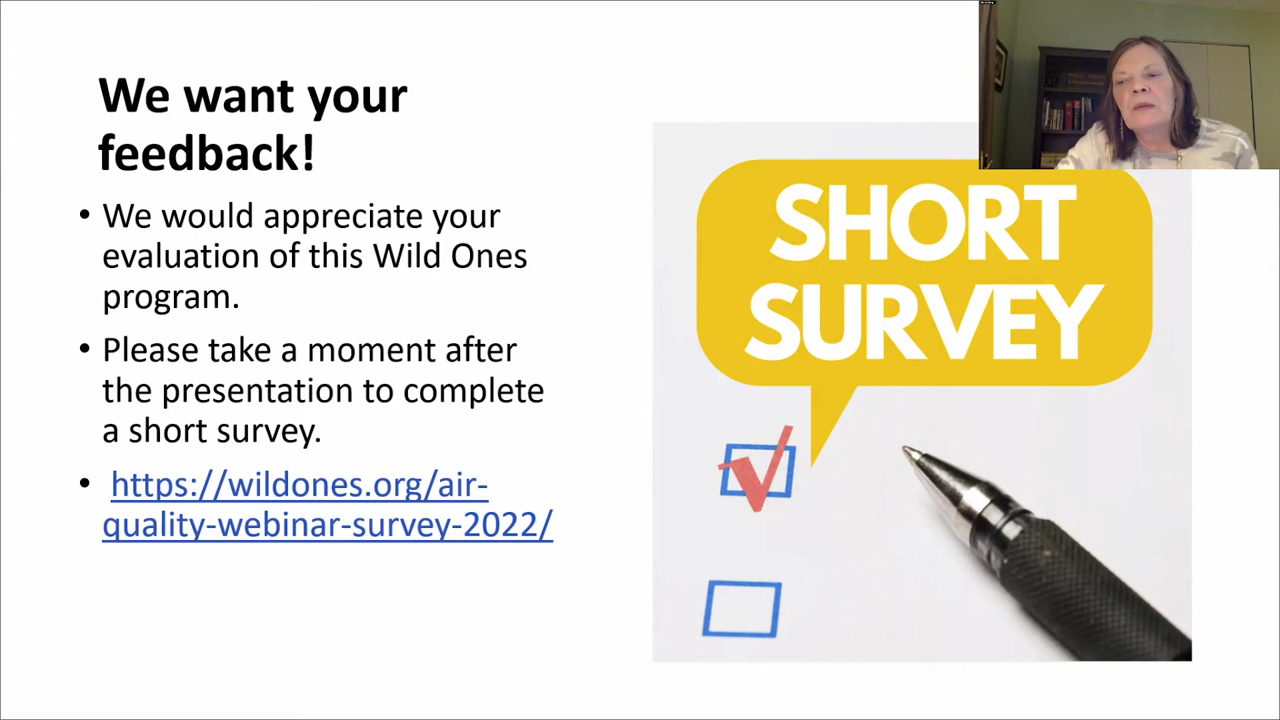 We want your
feedback!
• We would appreciate your
evaluation of this Wild Ones
program.
• Please take a moment after
the presentation to complete
a short survey.
• https://wildones.org/air-
quality-webinar-survey-2022/
SHORT
SURVEY